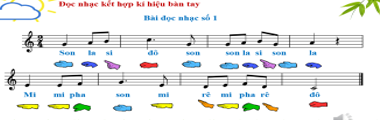 Đọc nhạc kết hợp kí hiệu bàn tay
Bài đọc nhạc số 1
Son la si đô son son la si son la
Mi mi pha son mi rê mi pha rê đô